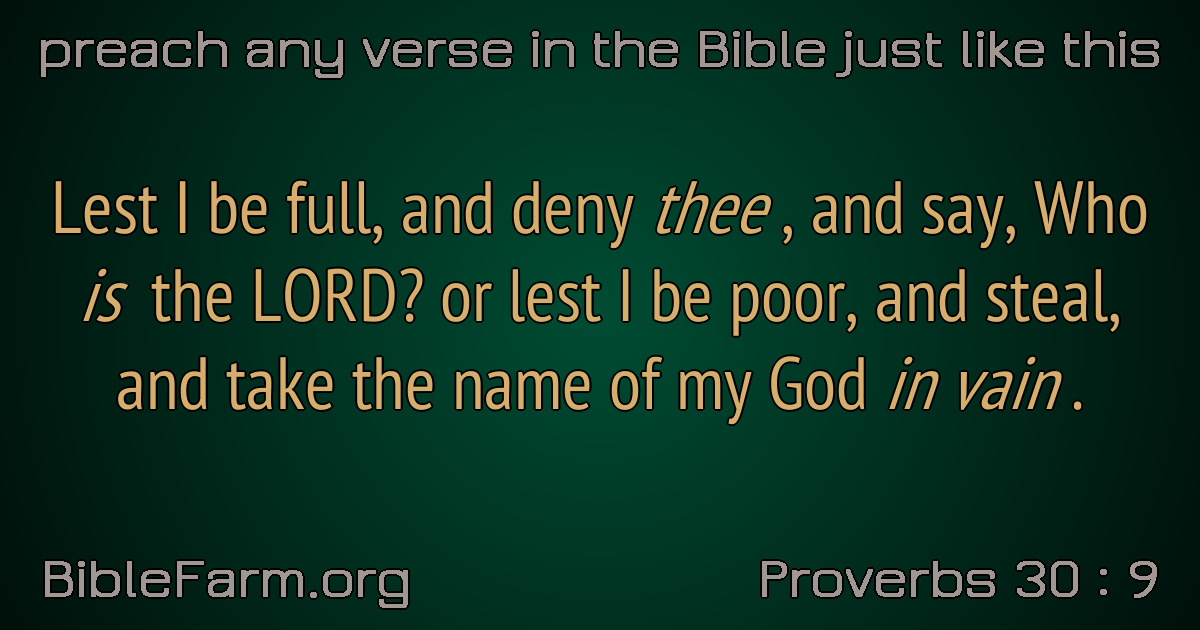 preach any verse in the Bible just like this
Lest I be full, and deny thee , and say, Who
is the LORD? or lest I be poor, and steal,
and take the name of my God in vain .
BibleFarm.org
Proverbs 30 : 9